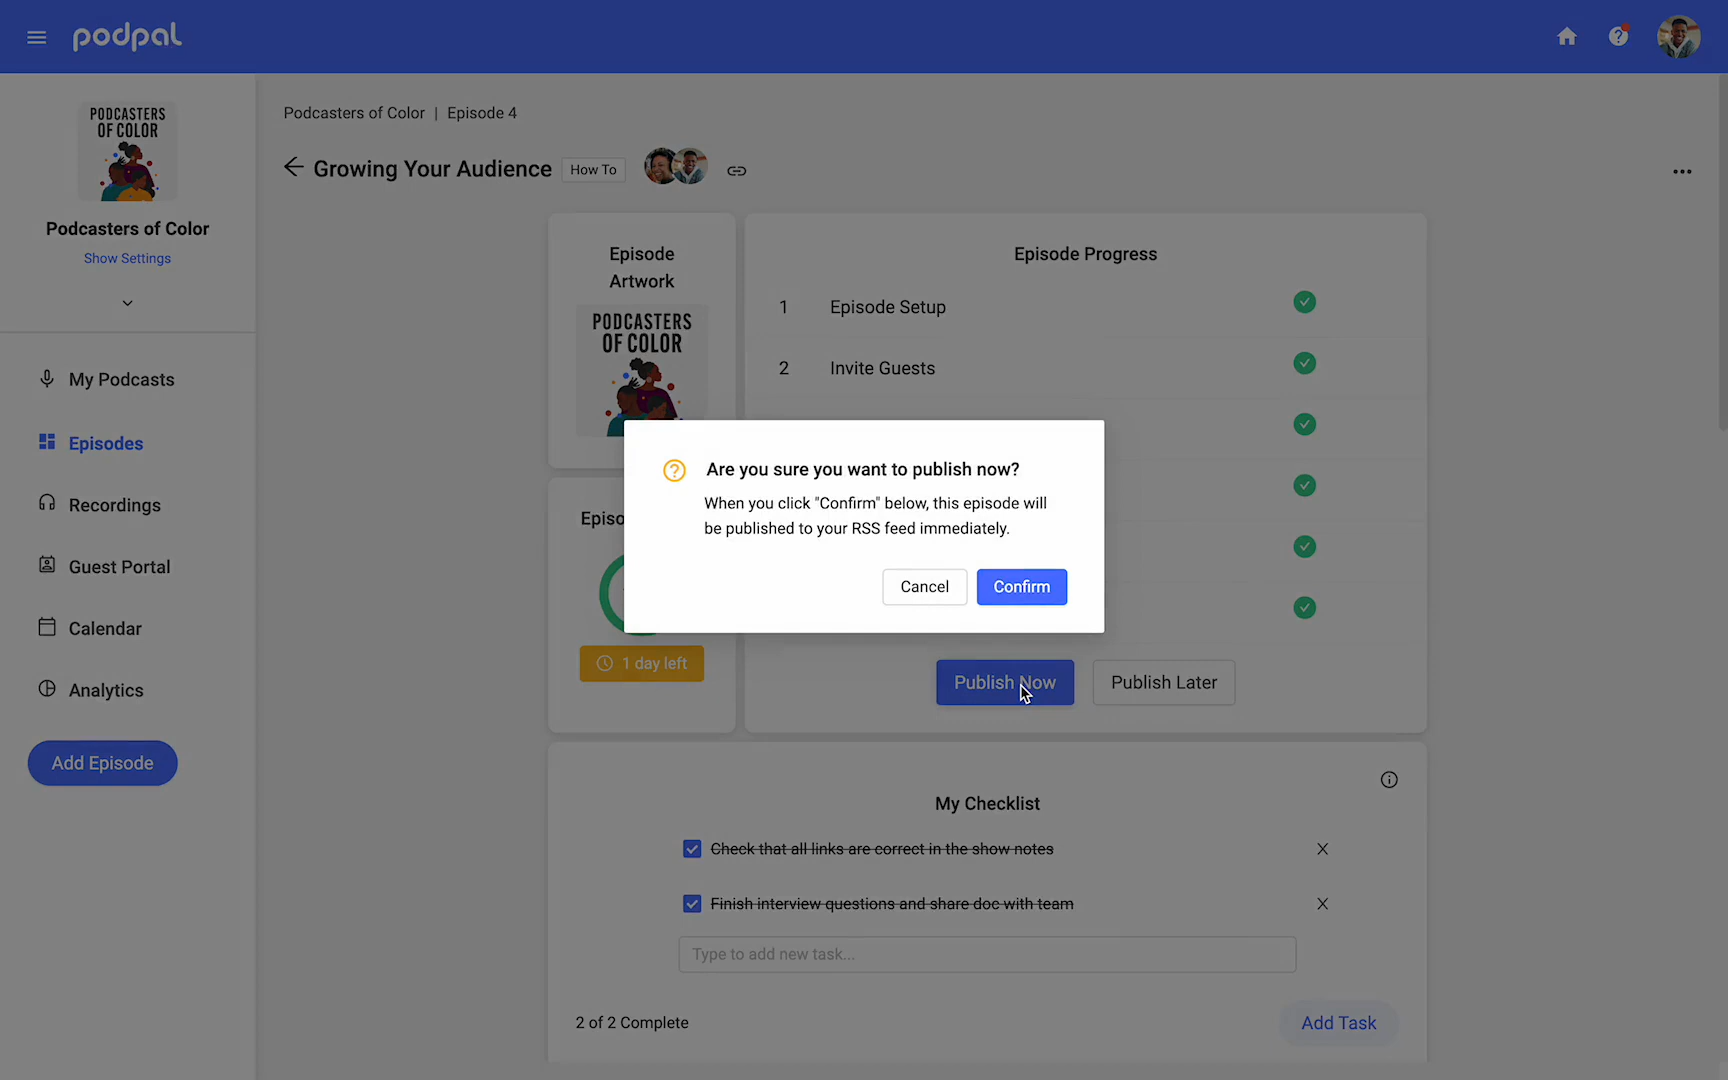 podpal
PODCASTERS
OF COLOR
Podcasters of Color
Show Settings
My Podcasts
Episodes
Recordings
Guest Portal
Calendar
Analytics
Add Episode
Podcasters of Color | Episode 4
Growing Your Audience
How To
Episode
Artwork
PODCASTERS
OF COLOR
Episo
1 day left
Episode Progress
1 Episode Setup
2 Invite Guests
Are you sure you want to publish now?
When you click "Confirm" below, this episode will
be published to your RSS feed immediately.
Cancel
Confirm
Publish Now
Publish Later
My Checklist
Check that all links are correct in the show notes
Finish interview questions and share doc with team
Type to add new task...
2 of 2 Complete
Add Task